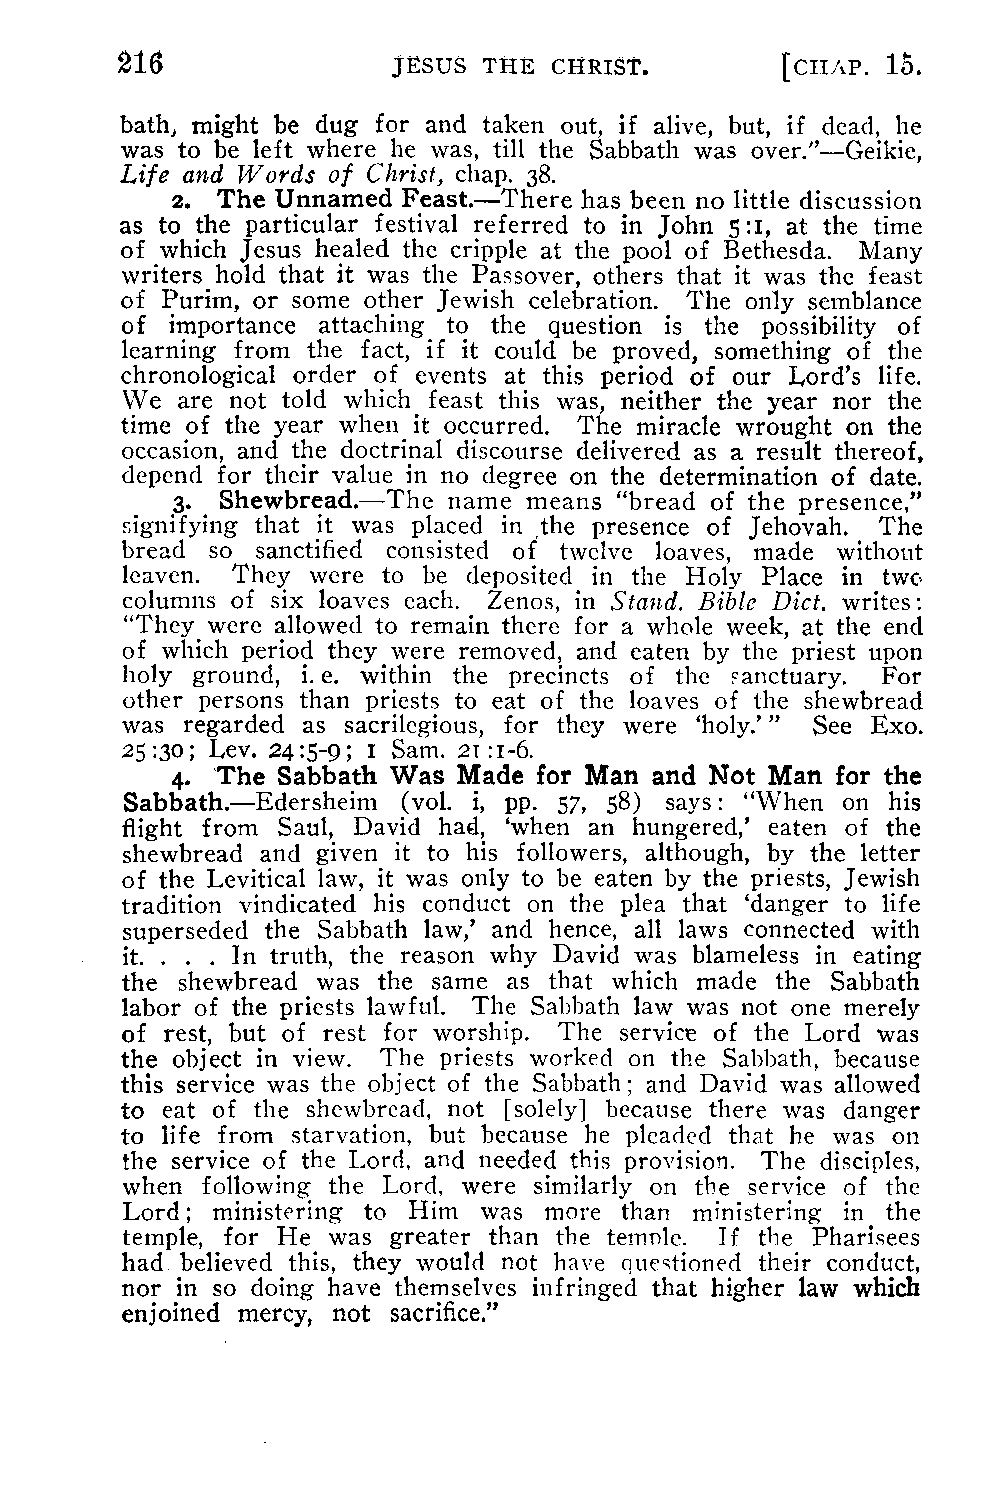 216 JESUS THE CHRIST. [CHAP. 15.
bath, might be dug for and taken out, if alive, but, if dead, he
was to be left where he was, till the Sabbath was over."—Geikie,
Life and Words of Christ, chap. 38.
2. The Unnamed Feast.—There has been no little discussion
as to the particular festival referred to in John 5:1, at the time
of which Jesus healed the cripple at the pool of Bethesda. Many
writers hold that it was the Passover, others that it was the feast
of Purim, or some other Jewish celebration. The only semblance
of importance attaching to the question is the possibility of
learning from the fact, if it could be proved, something of the
chronological order of events at this period of our Lord's life.
We are not told which feast this was, neither the year nor the
time of the year when it occurred. The miracle wrought on the
occasion, and the doctrinal discourse delivered as a result thereof,
depend for their value in no degree on the determination of date.
3. Shewbread.—The name means "bread of the presence,"
signifying that it was placed in the presence of Jehovah. The
bread so sanctified consisted of twelve loaves, made without
leaven. They were to be deposited in the Holy Place in two
columns of six loaves each. Zenos, in Stand. Bible Dict. writes:
"They were allowed to remain there for a whole week, at the end
of which period they were removed, and eaten by the priest upon
holy ground, i. e. within the precincts of the sanctuary. For
other persons than priests to eat of the loaves of the shewbread
was regarded as sacrilegious, for they were 'holy.'" See Exo.
25:30; Lev. 24:5-9; 1 Sam. 21:1-6.
4. The Sabbath Was Made for Man and Not Man for the
Sabbath.—Edersheim (vol. i, pp. 57, 58) says: "When on his
flight from Saul, David had, 'when an hungered,' eaten of the
shewbread and given it to his followers, although, by the letter
of the Levitical law, it was only to be eaten by the priests, Jewish
tradition vindicated his conduct on the plea that 'danger to life
superseded the Sabbath law,' and hence, all laws connected with
it. . . . In truth, the reason why David was blameless in eating
the shewbread was the same as that which made the Sabbath
labor of the priests lawful. The Sabbath law was not one merely
of rest, but of rest for worship. The service of the Lord was
the object in view. The priests worked on the Sabbath, because
this service was the object of the Sabbath; and David was allowed
to eat of the shewbread, not [solely] because there was danger
to life from starvation, but because he pleaded that he was on
the service of the Lord, and needed this provision. The disciples,
when following the Lord, were similarly on the service of the
Lord; ministering to Him was more than ministering in the
temple, for He was greater than the temple. If the Pharisees
had believed this, they would not have questioned their conduct,
nor in so doing have themselves infringed that higher law which
enjoined mercy, not sacrifice."